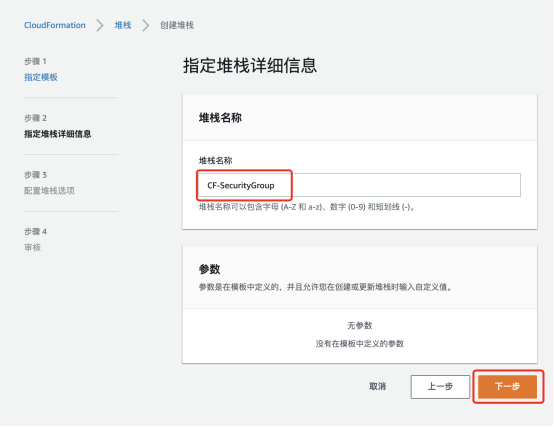 CloudFormation > 堆栈 > 创建堆栈
步骤 1
指定模板
步骤 2
指定堆栈详细信息
步骤 3
配置堆栈选项
步骤 4
审核
指定堆栈详细信息
堆栈名称
堆栈名称
CF-SecurityGroup
堆栈名称可以包含字母 (A-Z 和 a-z)、数字 (0-9) 和短划线 (-)。
参数
参数是在模板中定义的，并且允许您在创建或更新堆栈时输入自定义值。
无参数
没有在模板中定义的参数
取消 上一步 下一步